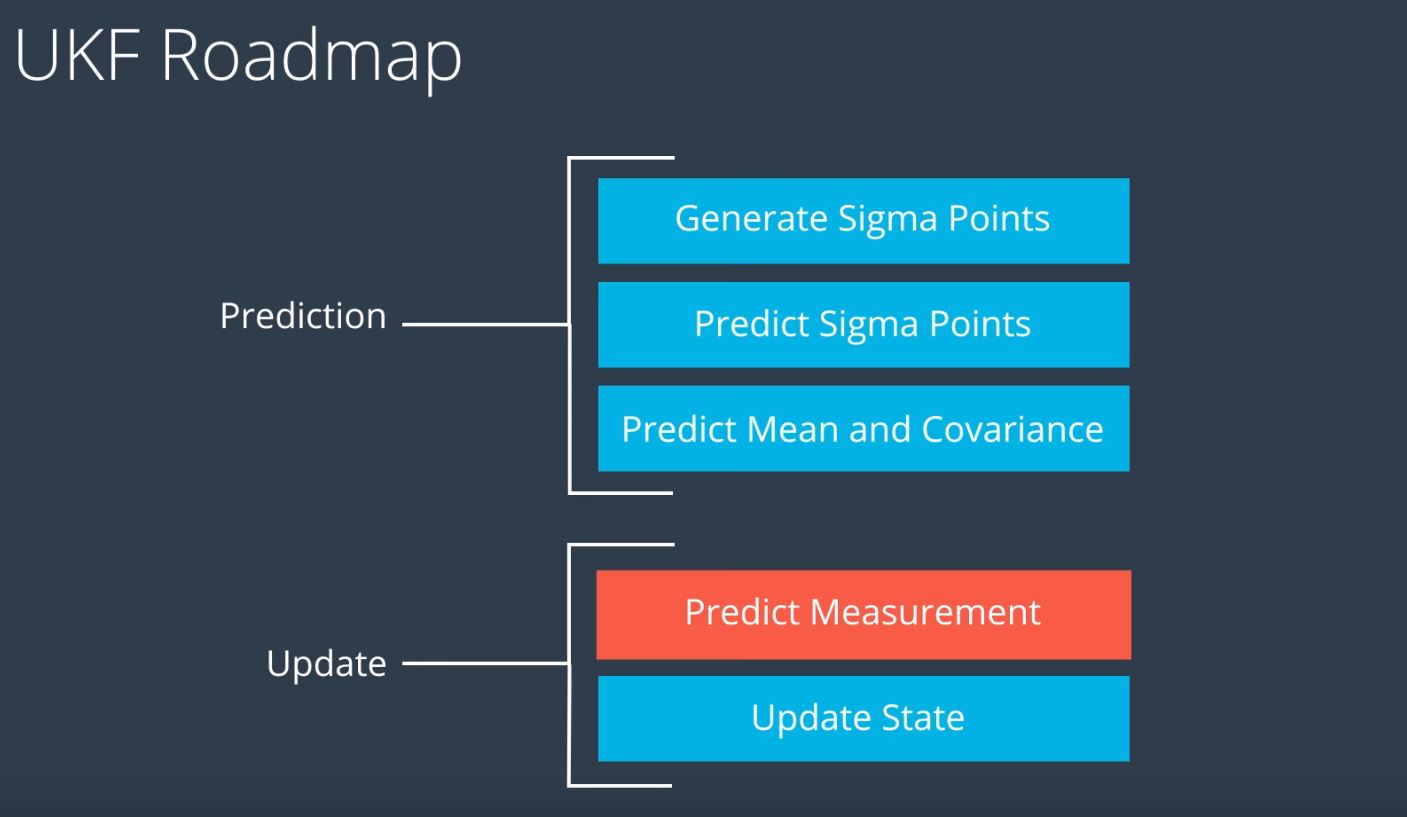 UKF Roadmap
Prediction
Generate Sigma Points
Predict Sigma Points
Predict Mean and Covariance
Update
Predict Measurement
Update State